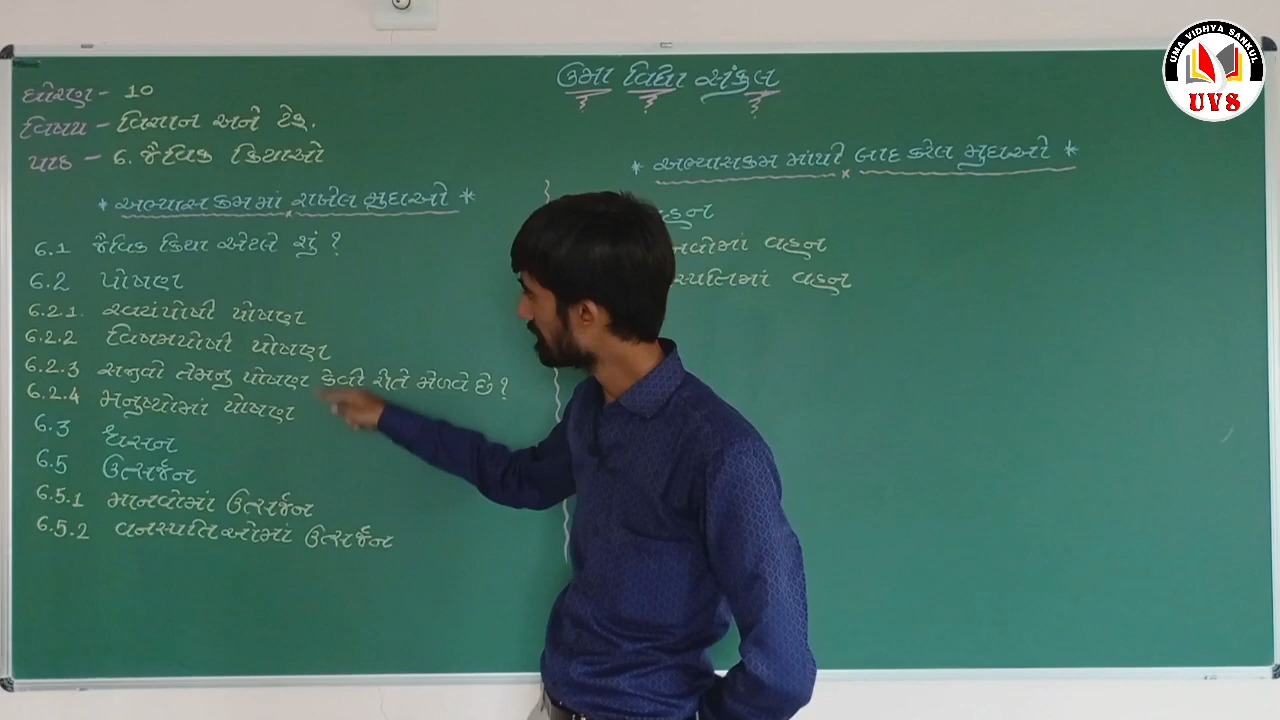 ઉમા વિદ્યા સંકુલ
ધોરણ - 10
વિષય - વિજ્ઞાન અને ટેક.
પાઠ - 6. જૈવિક ક્રિયાઓ
* અભ્યાસક્રમમાં રાખેલ મુદ્દાઓ *
6.1 જૈવિક ક્રિયા એટલે શું ?
6.2 પોષણ
6.2.1. સ્વયંપોષી પોષણ
6.2.2 વિષમપોષી પોષણ
6.2.3 સજીવો તેમનુ પોષણ કેવી રીતે મેળવે છે ?
6.2.4 મનુષ્યોમાં પોષણ
6.3 શ્વસન
6.5 ઉત્સર્જન
6.5.1 માનવોમાં ઉત્સર્જન
6.5.2 વનસ્પતિઓમાં ઉત્સર્જન
* અભ્યાસક્રમ માંથી બાદ કરેલ મુદ્દાઓ *
વહન
નવોમાં વહન
સ્પતિમાં વહન
UMA VIDHYA SANKUL
UVS